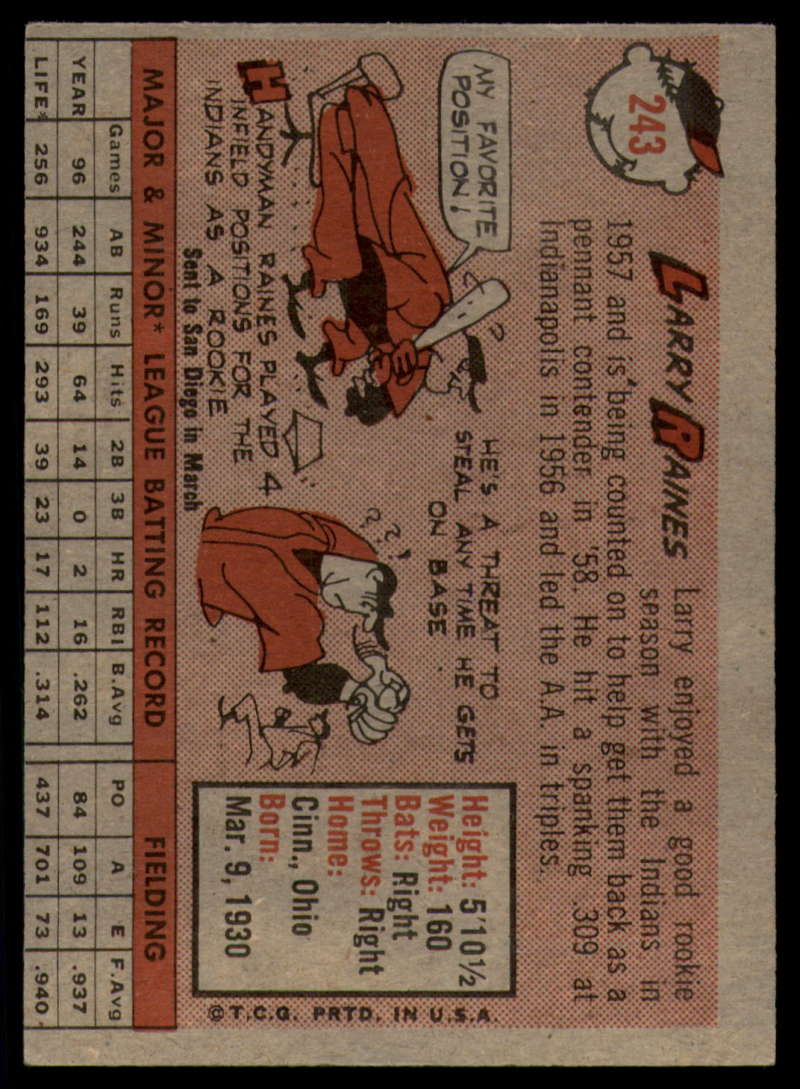 243
LARRY RAINES
Larry enjoyed a good rookie
season with the Indians in
1957 and is being counted on to help get them back as a
pennant contender in '58. He hit a spanking .309 at
Indianapolis in 1956 and led the A.A. in triples.
MY FAVORITE
POSITION!
HANDYMAN RAINES PLAYED 4
INFIELD POSITIONS FOR THE
INDIANS AS A ROOKIE
Sent to San Diego in March
?
?
HE'S A THREAT TO
STEAL ANY TIME HE GETS
ON BASE.
??!
Height: 5'10½
Weight: 160
Bats: Right
Throws: Right
Home:
Cinn., Ohio
Born:
Mar. 9, 1930
© T.C.G. PRTD. IN U.S.A.
MAJOR & MINOR* LEAGUE BATTING RECORD FIELDING
Games AB Runs Hits 2B 3B HR RBI B.Avg PO A E F.Avg
YEAR 96 244 39 64 14 0 2 16 .262 84 109 13 .937
LIFE* 256 934 169 293 39 23 17 112 .314 437 701 73 .940